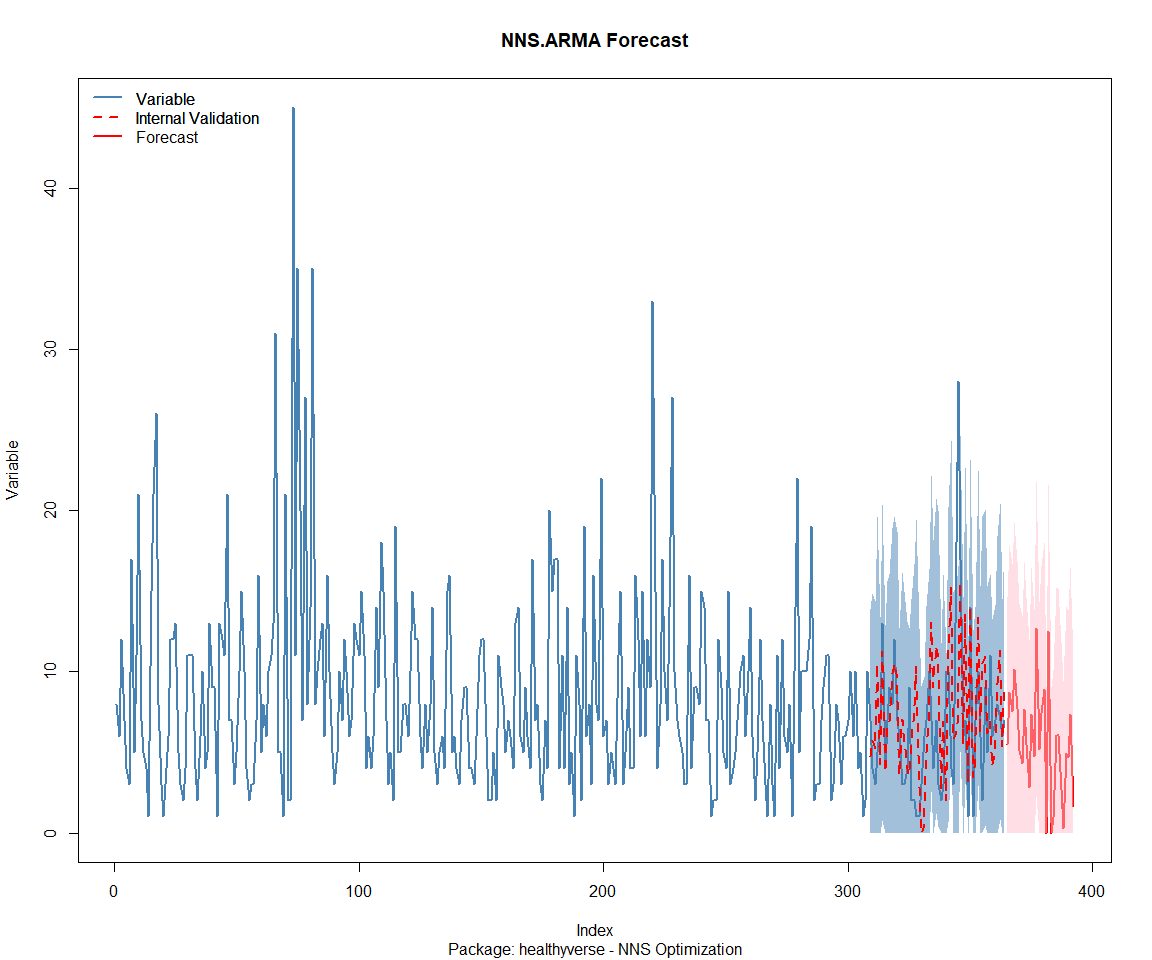 NNS.ARMA Forecast
Variable
Internal Validation
Forecast
Variable
40
30
20
10
0
0 100 200 300 400
Index
Package: healthyverse - NNS Optimization